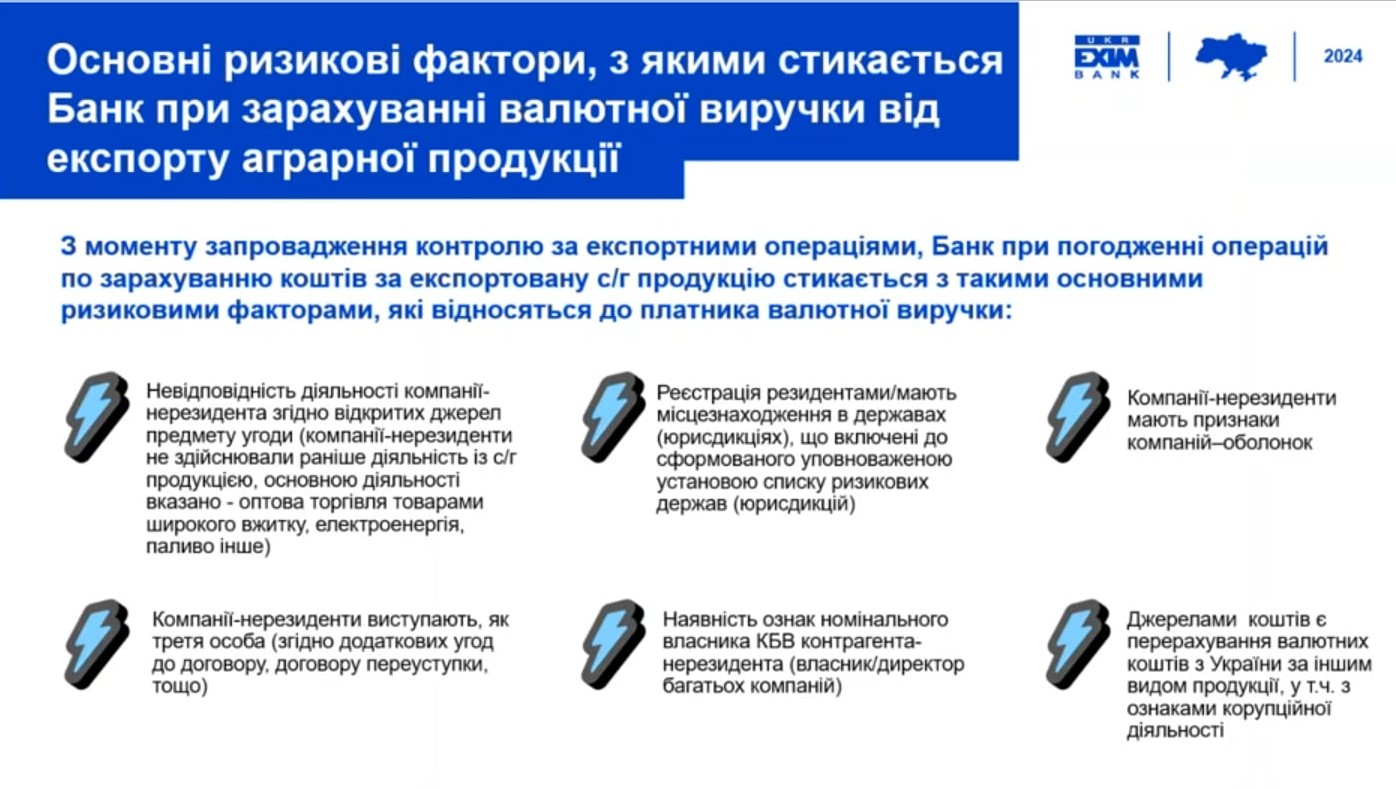 Основні ризикові фактори, з якими стикається
Банк при зарахуванні валютної виручки від
експорту аграрної продукції
UKR
EXIM
BANK
2024
З моменту запровадження контролю за експортними операціями, Банк при погодженні операцій
по зарахуванню коштів за експортовану с/г продукцію стикається з такими основними
ризиковими факторами, які відносяться до платника валютної виручки:
Невідповідність діяльності компанії-
нерезидента згідно відкритих джерел
предмету угоди (компанії-нерезиденти
не здійснювали раніше діяльність із с/г
продукцією, основною діяльності
вказано - оптова торгівля товарами
широкого вжитку, електроенергія,
паливо інше)
Реєстрація резидентами/мають
місцезнаходження в державах
(юрисдикціях), що включені до
сформованого уповноваженою
установою списку ризикових
держав (юрисдикцій)
Компанії-нерезиденти
мають признаки
компаній–оболонок
Компанії-нерезиденти виступають, як
третя особа (згідно додаткових угод
до договору, договору переуступки,
тощо)
Наявність ознак номінального
власника КБВ контрагента-
нерезидента (власник/директор
багатьох компаній)
Джерелами коштів є
перерахування валютних
коштів з України за іншим
видом продукції, у т.ч. з
ознаками корупційної
діяльності